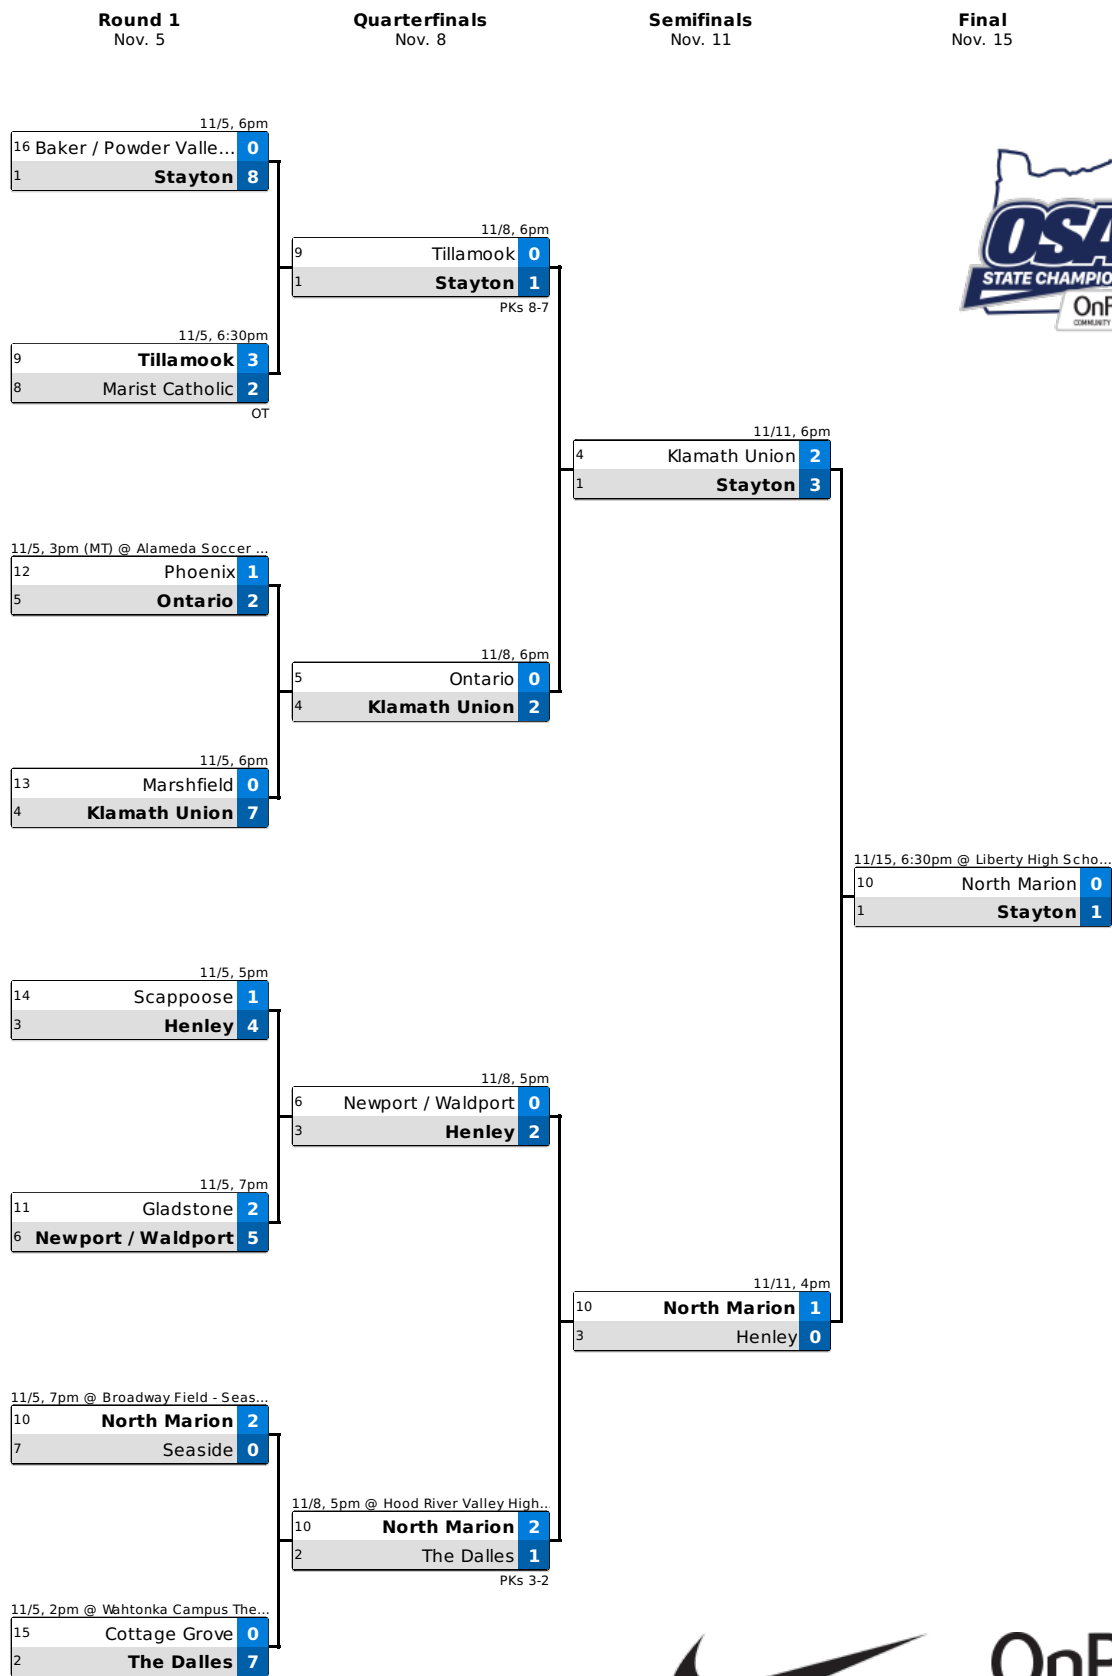 Round 1
Nov. 5
Quarterfinals
Nov. 8
Semifinals
Nov. 11
Final
Nov. 15
11/5, 6pm
16 Baker / Powder Valle... 0
1 Stayton 8
11/8, 6pm
9 Tillamook 0
1 Stayton 1
PKs 8-7
11/5, 6:30pm
9 Tillamook 3
8 Marist Catholic 2
OT
OSA
STATE CHAMPIO
OnP
COMMUNITY
11/11, 6pm
4 Klamath Union 2
1 Stayton 3
11/5, 3pm (MT) @ Alameda Soccer ...
12 Phoenix 1
5 Ontario 2
11/8, 6pm
5 Ontario 0
4 Klamath Union 2
11/5, 6pm
13 Marshfield 0
4 Klamath Union 7
11/15, 6:30pm @ Liberty High Scho...
10 North Marion 0
1 Stayton 1
11/5, 5pm
14 Scappoose 1
3 Henley 4
11/8, 5pm
6 Newport / Waldport 0
3 Henley 2
11/5, 7pm
11 Gladstone 2
6 Newport / Waldport 5
11/11, 4pm
10 North Marion 1
3 Henley 0
11/5, 7pm @ Broadway Field - Seas...
10 North Marion 2
7 Seaside 0
11/8, 5pm @ Hood River Valley High...
10 North Marion 2
2 The Dalles 1
PKs 3-2
11/5, 2pm @ Wahtonka Campus The...
15 Cottage Grove 0
2 The Dalles 7
OnP